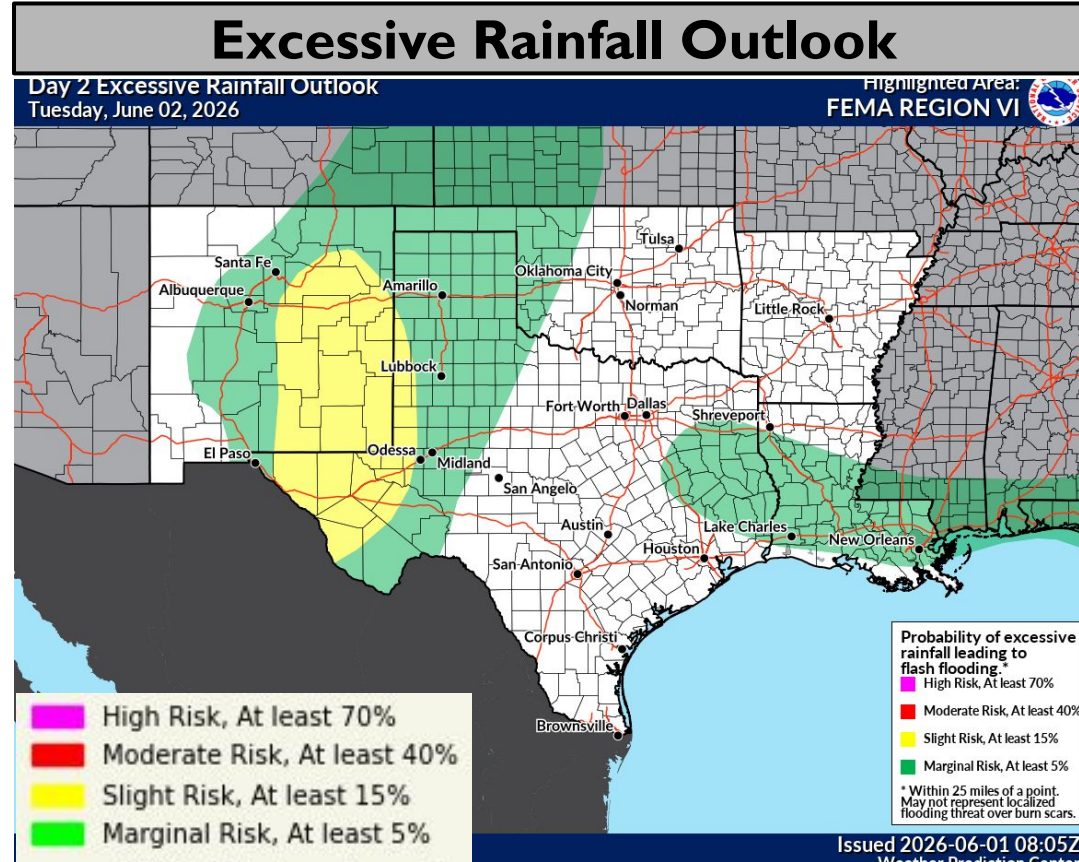 Excessive Rainfall Outlook
Day 2 Excessive Rainfall Outlook
Tuesday, June 02, 2026
Highlighted Area:
FEMA REGION VI
Tulsa
Santa Fe
Oklahoma City
Albuquerque
Amarillo
Norman
Little Rock
Lubbock
Fort Worth
Dallas
Shreveport
El Paso
Odessa
Midland
San Angelo
Austin
Lake Charles
New Orleans
Houston
San Antonio
Corpus Christi
Brownsville
Probability of excessive
rainfall leading to
flash flooding.*
High Risk, At least 70%
Moderate Risk, At least 40%
Slight Risk, At least 15%
Marginal Risk, At least 5%
* Within 25 miles of a point.
May not represent localized
flooding threat over burn scars.
High Risk, At least 70%
Moderate Risk, At least 40%
Slight Risk, At least 15%
Marginal Risk, At least 5%
Issued 2026-06-01 08:05Z
Weather Prediction Center